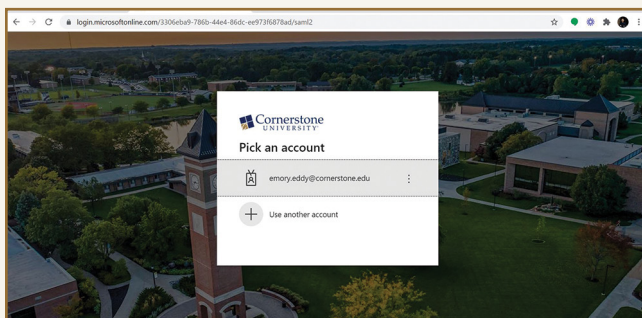 login.microsoftonline.com/3306eba9-786b-44e4-86dc-ee973f6878ad/saml2
Cornerstone
UNIVERSITY
Pick an account
emory.eddy@cornerstone.edu
Use another account